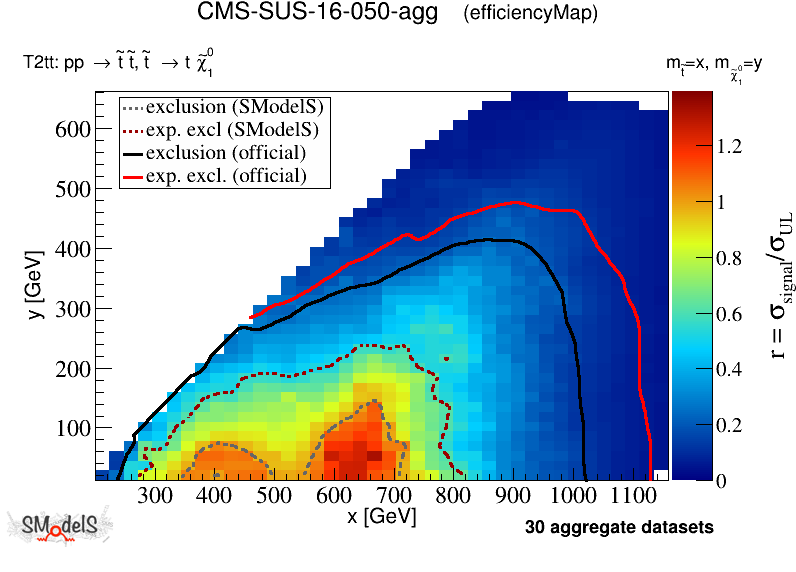 CMS-SUS-16-050-agg (efficiencyMap)
T2tt: pp → t̃ t̃, t̃ → t χ̃₁⁰
m_t̃=x, m_χ̃₁⁰=y
exclusion (SModelS)
exp. excl (SModelS)
exclusion (official)
exp. excl. (official)
600
500
400
300
200
100
y [GeV]
300 400 500 600 700 800 900 1000 1100
x [GeV]
1.2
1
0.8
0.6
0.4
0.2
0
r = σ_signal/σ_UL
SModelS
30 aggregate datasets